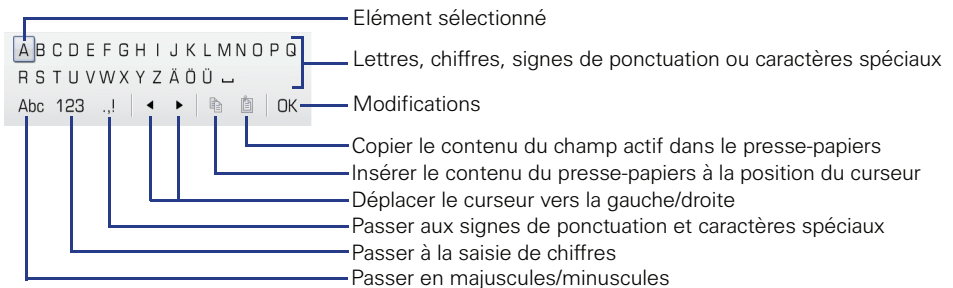 Elément sélectionné
A B C D E F G H I J K L M N O P Q
Lettres, chiffres, signes de ponctuation ou caractères spéciaux
R S T U V W X Y Z Ä Ö Ü ⎵
Abc 123 .,! ◄ ► OK
Modifications
Copier le contenu du champ actif dans le presse-papiers
Insérer le contenu du presse-papiers à la position du curseur
Déplacer le curseur vers la gauche/droite
Passer aux signes de ponctuation et caractères spéciaux
Passer à la saisie de chiffres
Passer en majuscules/minuscules